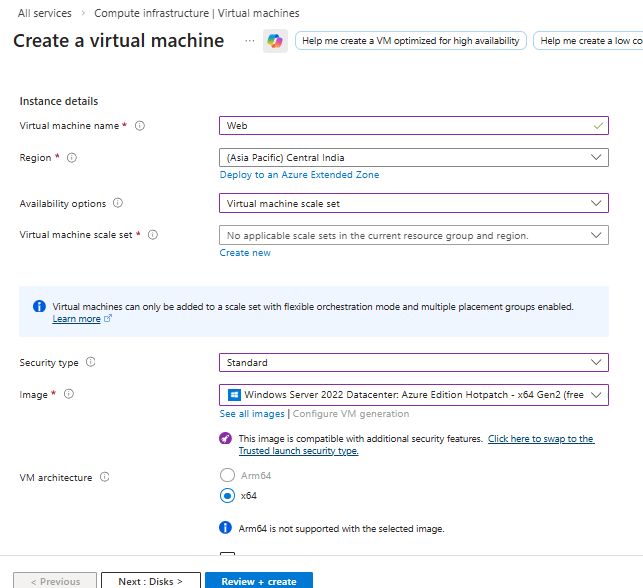 All services > Compute infrastructure | Virtual machines
Create a virtual machine
... Help me create a VM optimized for high availability
Help me create a low co
Instance details
Virtual machine name *
Web
Region *
(Asia Pacific) Central India
Deploy to an Azure Extended Zone
Availability options
Virtual machine scale set
Virtual machine scale set *
No applicable scale sets in the current resource group and region.
Create new
Virtual machines can only be added to a scale set with flexible orchestration mode and multiple placement groups enabled.
Learn more
Security type
Standard
Image *
Windows Server 2022 Datacenter: Azure Edition Hotpatch - x64 Gen2 (free
See all images | Configure VM generation
This image is compatible with additional security features. Click here to swap to the
Trusted launch security type.
VM architecture
Arm64
x64
Arm64 is not supported with the selected image.
< Previous
Next : Disks >
Review + create